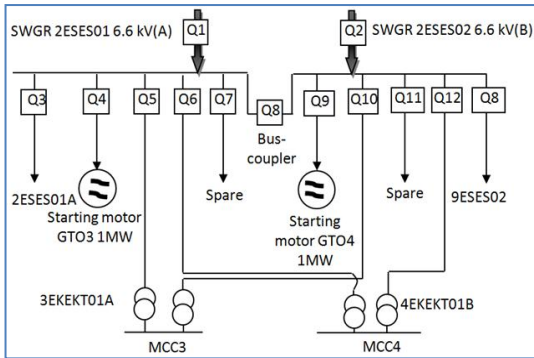 SWGR 2ESES01 6.6 kV(A)
Q1
Q2
SWGR 2ESES02 6.6 kV(B)
Q3
Q4
Q5
Q6
Q7
Q8
Q9
Q10
Q11
Q12
Q8
Bus-
coupler
2ESES01A
Starting motor
GTO3 1MW
Spare
Starting
motor GTO4
1MW
Spare
9ESES02
3EKEKT01A
4EKEKT01B
MCC3
MCC4